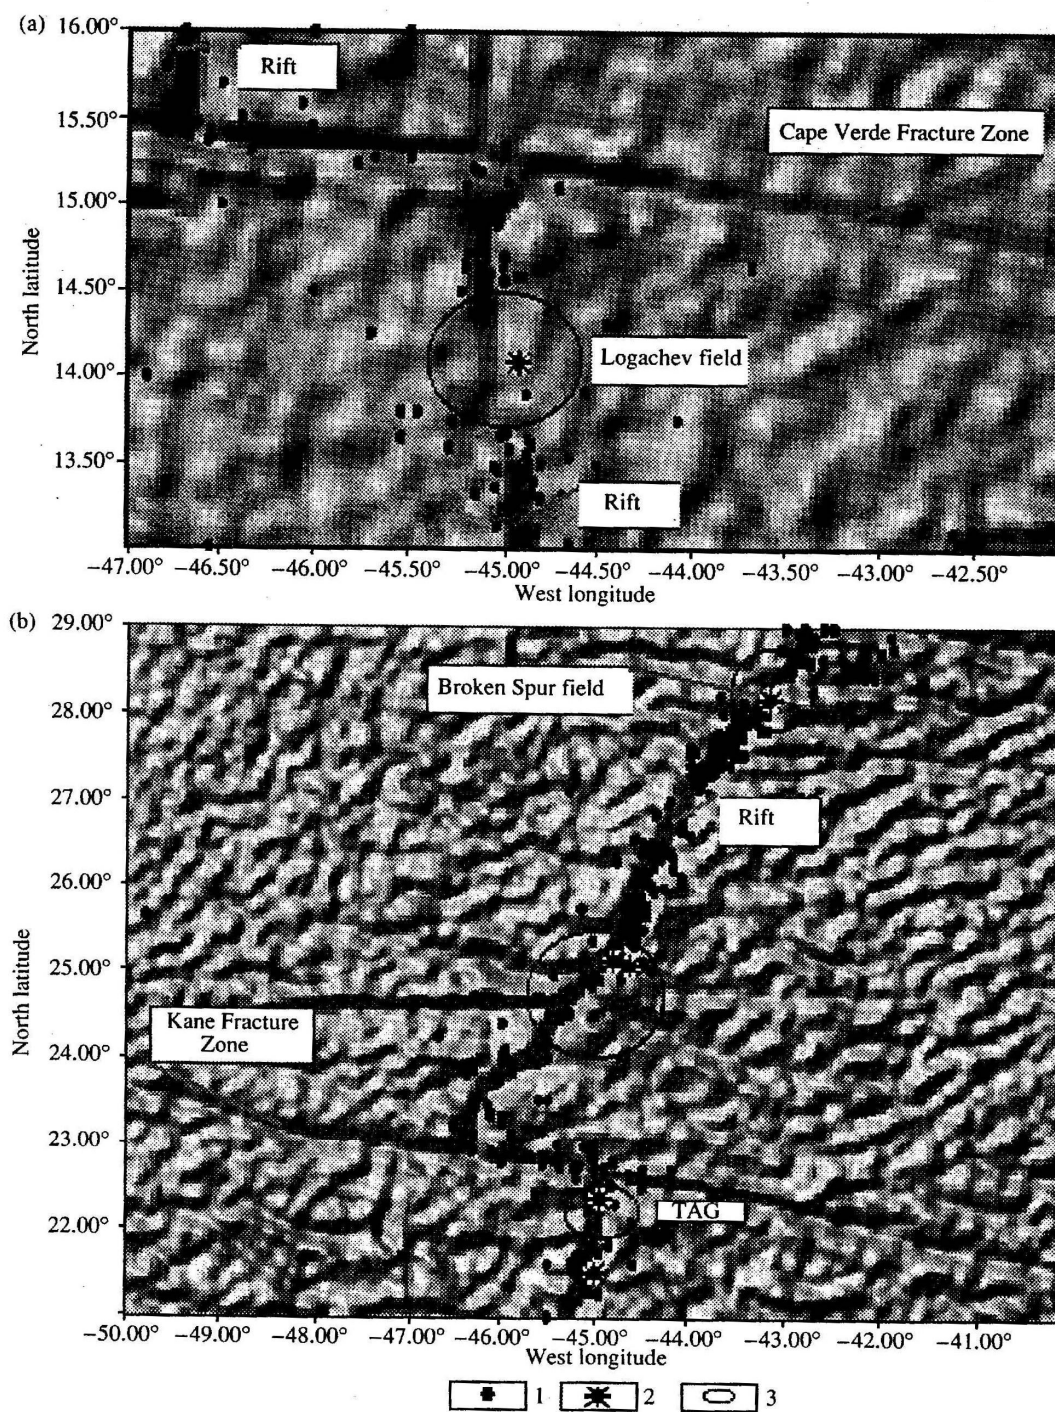 (a)
16.00°
15.50°
15.00°
14.50°
14.00°
13.50°
North latitude
Rift
Cape Verde Fracture Zone
Logachev field
Rift
−47.00° −46.50° −46.00° −45.50° −45.00° −44.50° −44.00° −43.50° −43.00° −42.50°
West longitude
(b)
29.00°
28.00°
27.00°
26.00°
25.00°
24.00°
23.00°
22.00°
North latitude
Broken Spur field
Rift
Kane Fracture
Zone
TAG
−50.00° −49.00° −48.00° −47.00° −46.00° −45.00° −44.00° −43.00° −42.00° −41.00°
West longitude
1 2 3